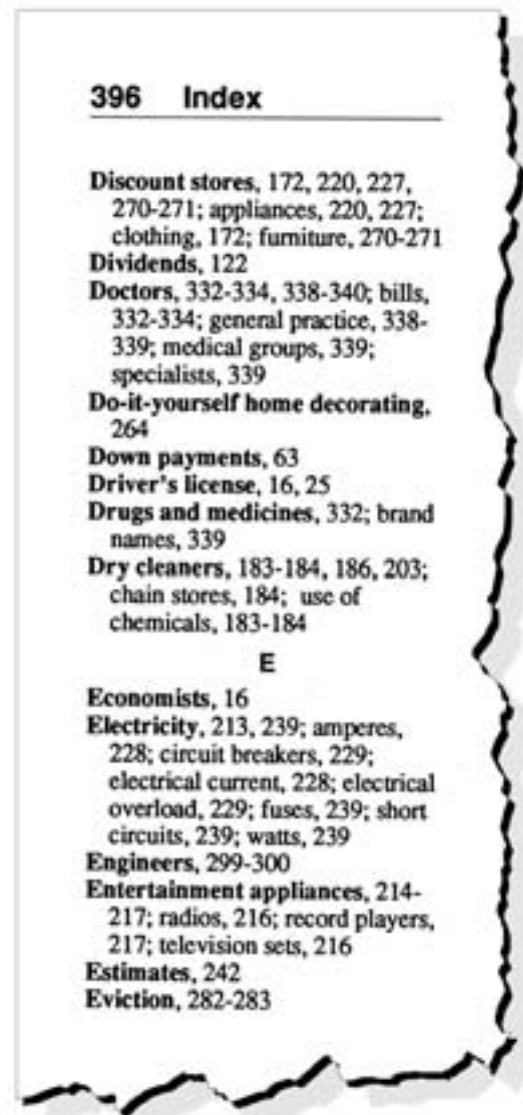 396 Index
Discount stores, 172, 220, 227,
270-271; appliances, 220, 227;
clothing, 172; furniture, 270-271
Dividends, 122
Doctors, 332-334, 338-340; bills,
332-334; general practice, 338-
339; medical groups, 339;
specialists, 339
Do-it-yourself home decorating,
264
Down payments, 63
Driver's license, 16, 25
Drugs and medicines, 332; brand
names, 339
Dry cleaners, 183-184, 186, 203;
chain stores, 184; use of
chemicals, 183-184
E
Economists, 16
Electricity, 213, 239; amperes,
228; circuit breakers, 229;
electrical current, 228; electrical
overload, 229; fuses, 239; short
circuits, 239; watts, 239
Engineers, 299-300
Entertainment appliances, 214-
217; radios, 216; record players,
217; television sets, 216
Estimates, 242
Eviction, 282-283